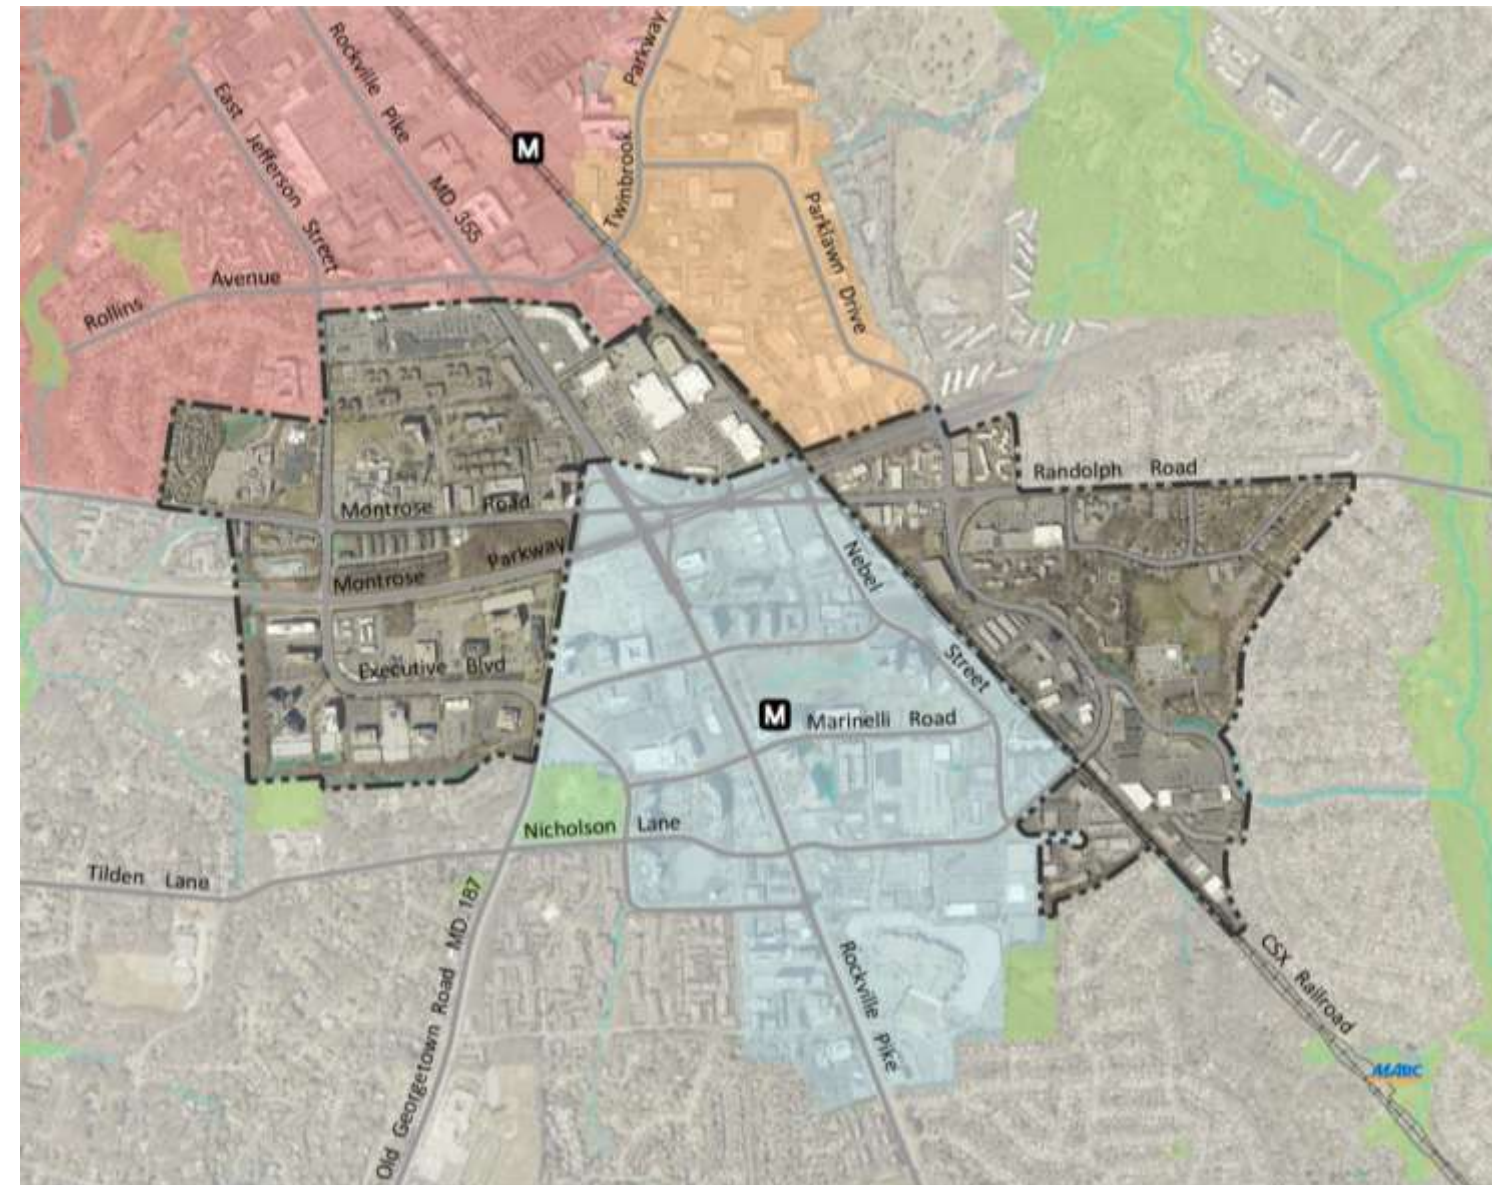 Rockville Pike
MD 355
East Jefferson Street
M
Twinbrook Parkway
Parklawn Drive
Rollins Avenue
Randolph Road
Montrose Road
Montrose Parkway
Nebel Street
Executive Blvd
M
Marinelli Road
Nicholson Lane
Tilden Lane
Old Georgetown Road MD 187
Rockville Pike
CSX Railroad
MARC